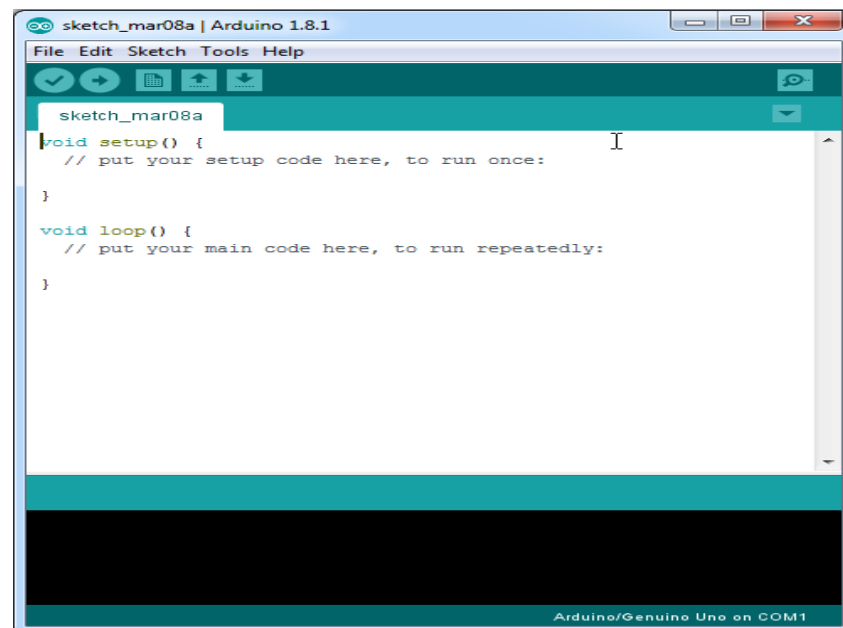 sketch_mar08a | Arduino 1.8.1
File Edit Sketch Tools Help
sketch_mar08a
void setup() {
  // put your setup code here, to run once:
}
void loop() {
  // put your main code here, to run repeatedly:
}
Arduino/Genuino Uno on COM1